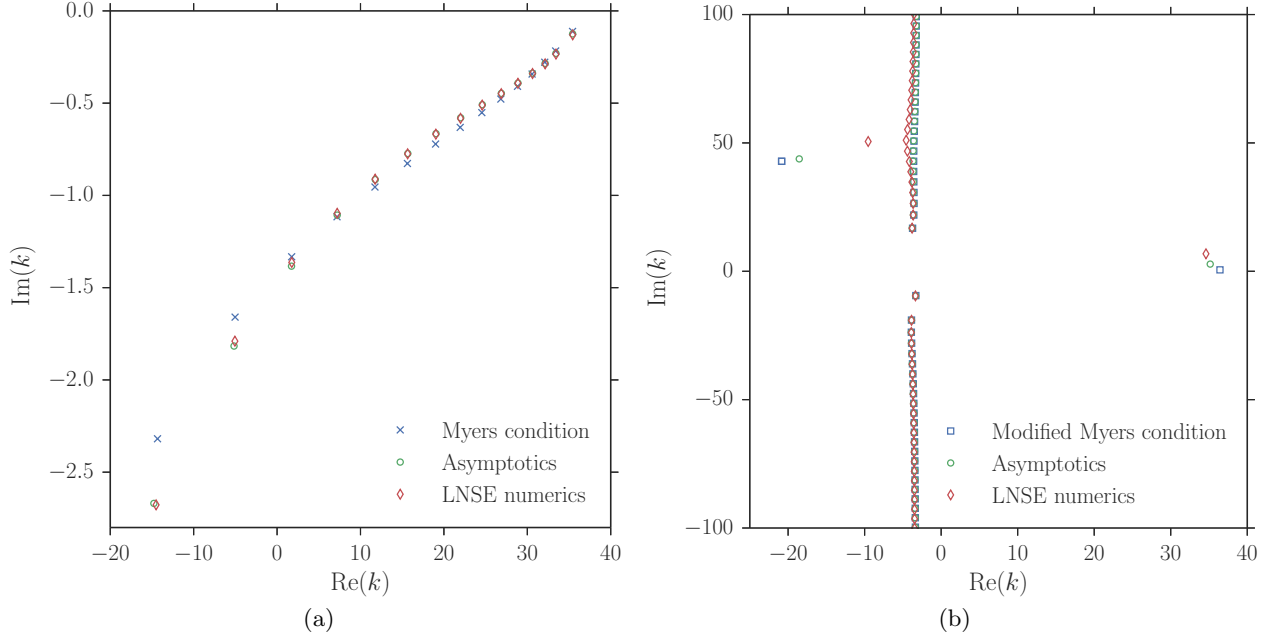 0.0
−0.5
−1.0
−1.5
−2.0
−2.5
Im(k)
−20
−10
0
10
20
30
40
Re(k)
Myers condition
Asymptotics
LNSE numerics
(a)
100
50
0
−50
−100
Im(k)
−20
−10
0
10
20
30
40
Re(k)
Modified Myers condition
Asymptotics
LNSE numerics
(b)